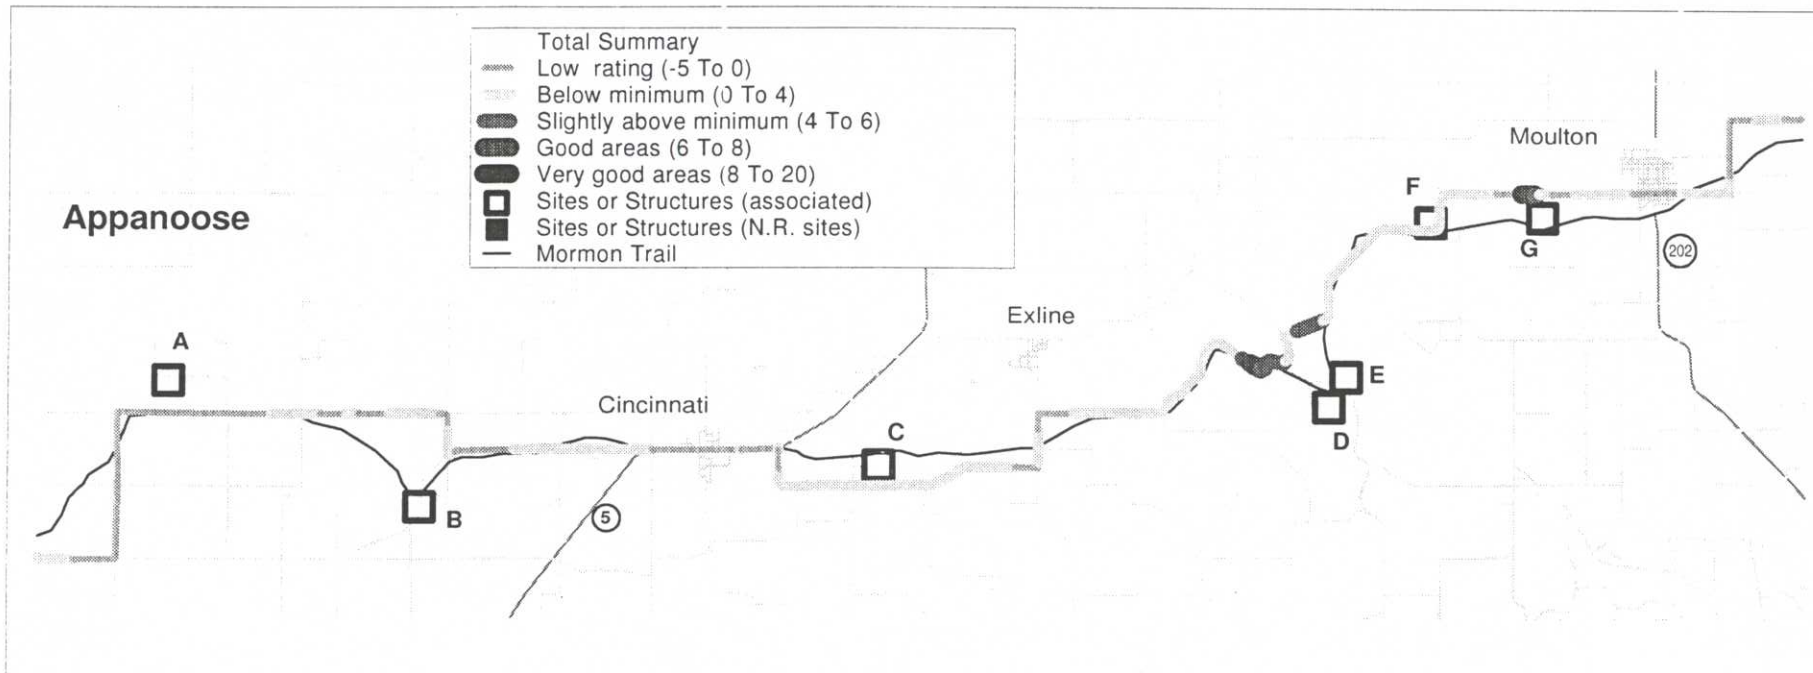 Total Summary
Low rating (-5 To 0)
Below minimum (0 To 4)
Slightly above minimum (4 To 6)
Good areas (6 To 8)
Very good areas (8 To 20)
Sites or Structures (associated)
Sites or Structures (N.R. sites)
Mormon Trail
Appanoose
Moulton
F
G
202
Exline
A
E
Cincinnati
D
C
B
5